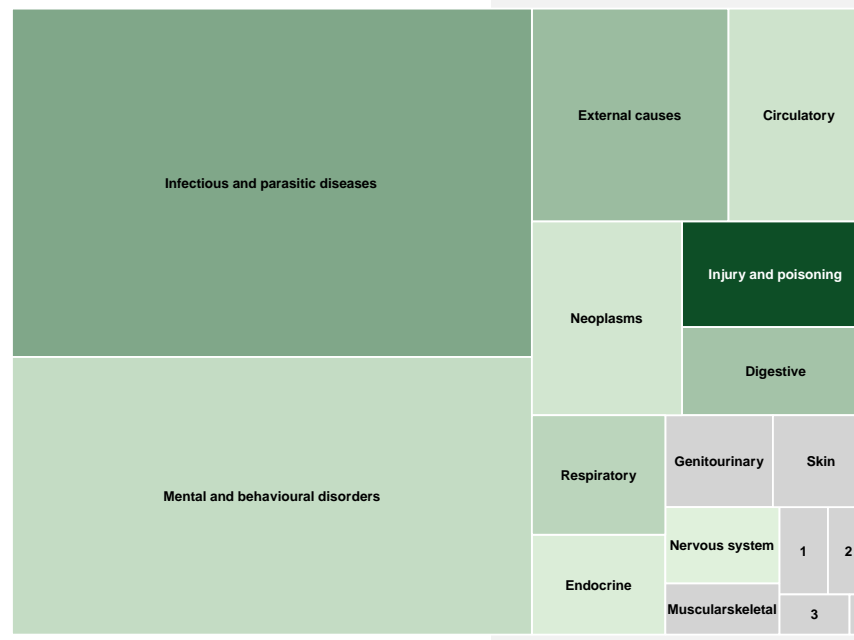 Infectious and parasitic diseases
External causes
Circulatory
Neoplasms
Injury and poisoning
Digestive
Mental and behavioural disorders
Respiratory
Genitourinary
Skin
Nervous system
1
2
Endocrine
Muscularskeletal
3